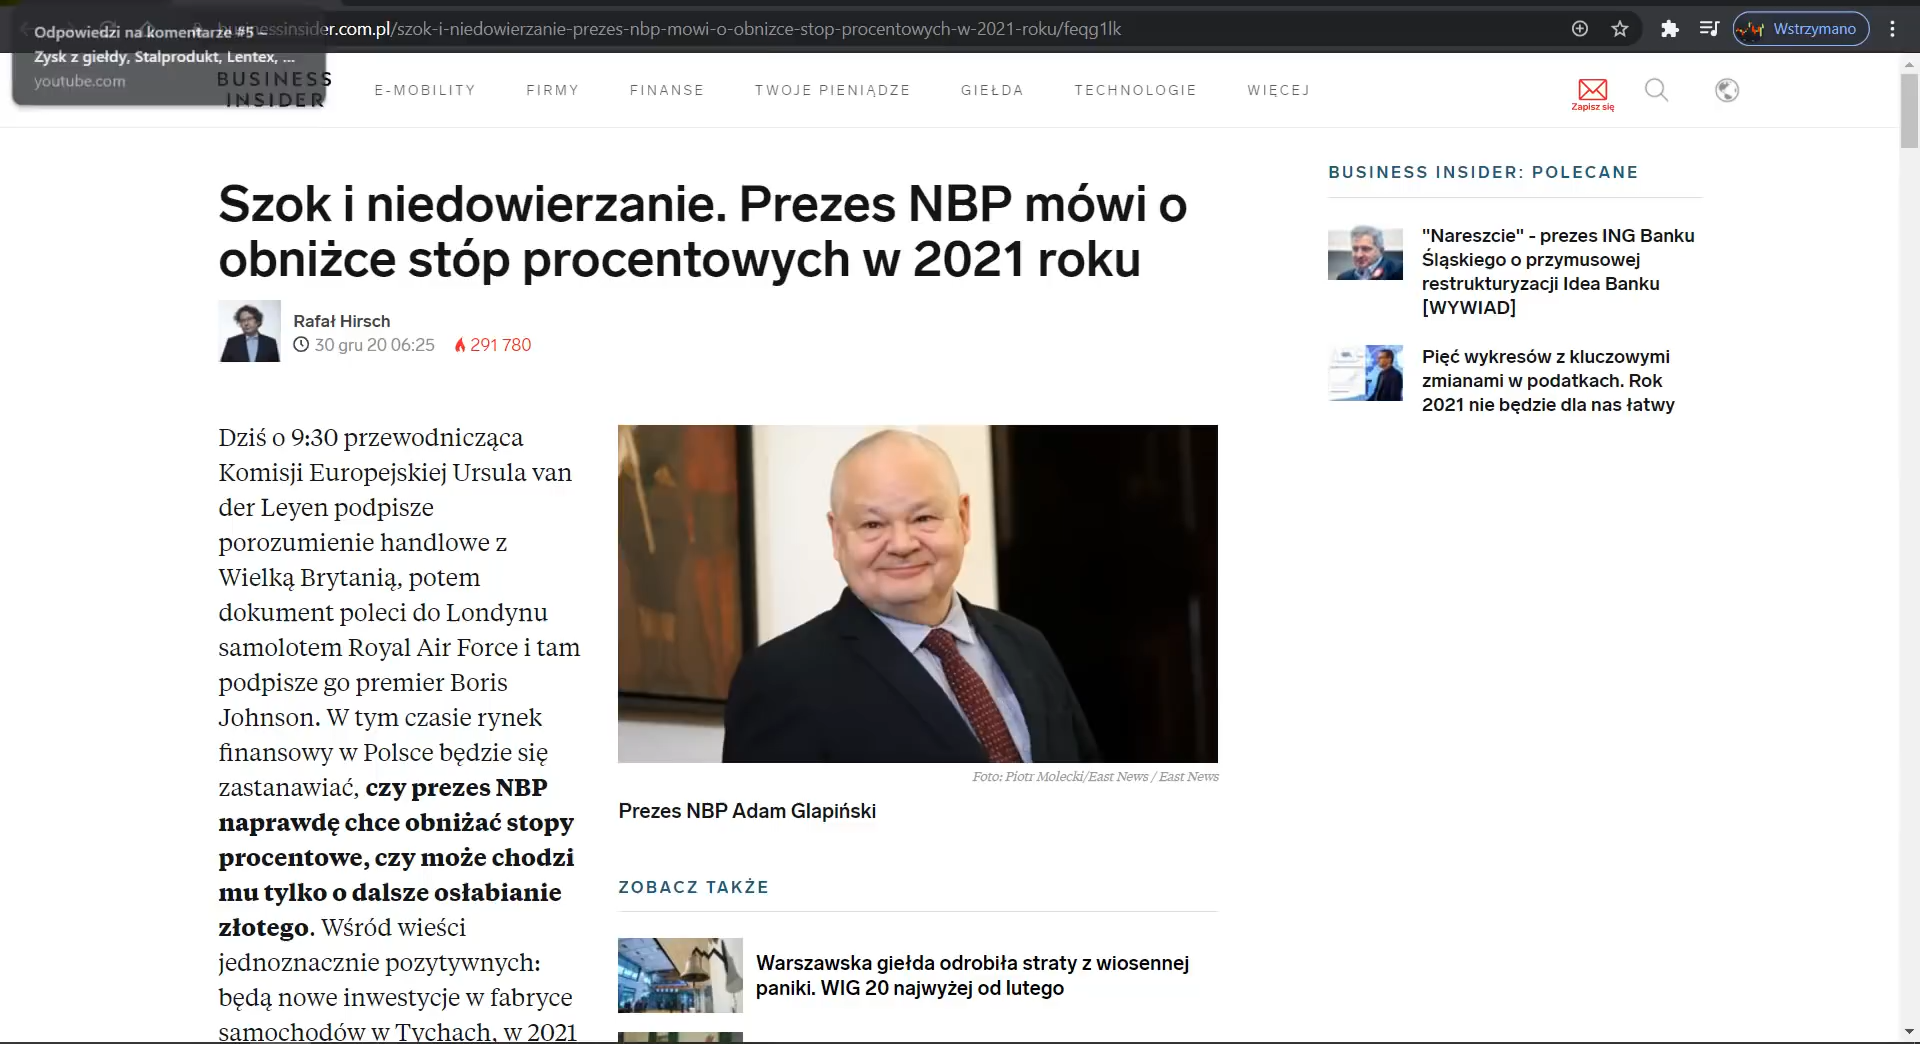 Odpowiedzi na komentarze #5 –
Zysk z giełdy, Stalprodukt, Lentex, ...
youtube.com
businessinsider.com.pl/szok-i-niedowierzanie-prezes-nbp-mowi-o-obnizce-stop-procentowych-w-2021-roku/feqg1lk
Wstrzymano
BUSINESS
INSIDER
E-MOBILITY
FIRMY
FINANSE
TWOJE PIENIĄDZE
GIEŁDA
TECHNOLOGIE
WIĘCEJ
Zapisz się
Szok i niedowierzanie. Prezes NBP mówi o
obniżce stóp procentowych w 2021 roku
Rafał Hirsch
30 gru 20 06:25 291 780
Dziś o 9:30 przewodnicząca
Komisji Europejskiej Ursula van
der Leyen podpisze
porozumienie handlowe z
Wielką Brytanią, potem
dokument poleci do Londynu
samolotem Royal Air Force i tam
podpisze go premier Boris
Johnson. W tym czasie rynek
finansowy w Polsce będzie się
zastanawiać, czy prezes NBP
naprawdę chce obniżać stopy
procentowe, czy może chodzi
mu tylko o dalsze osłabianie
złotego. Wśród wieści
jednoznacznie pozytywnych:
będą nowe inwestycje w fabryce
samochodów w Tychach, w 2021
Foto: Piotr Molecki/East News / East News
Prezes NBP Adam Glapiński
ZOBACZ TAKŻE
Warszawska giełda odrobiła straty z wiosennej
paniki. WIG 20 najwyżej od lutego
BUSINESS INSIDER: POLECANE
"Nareszcie" - prezes ING Banku
Śląskiego o przymusowej
restrukturyzacji Idea Banku
[WYWIAD]
Pięć wykresów z kluczowymi
zmianami w podatkach. Rok
2021 nie będzie dla nas łatwy